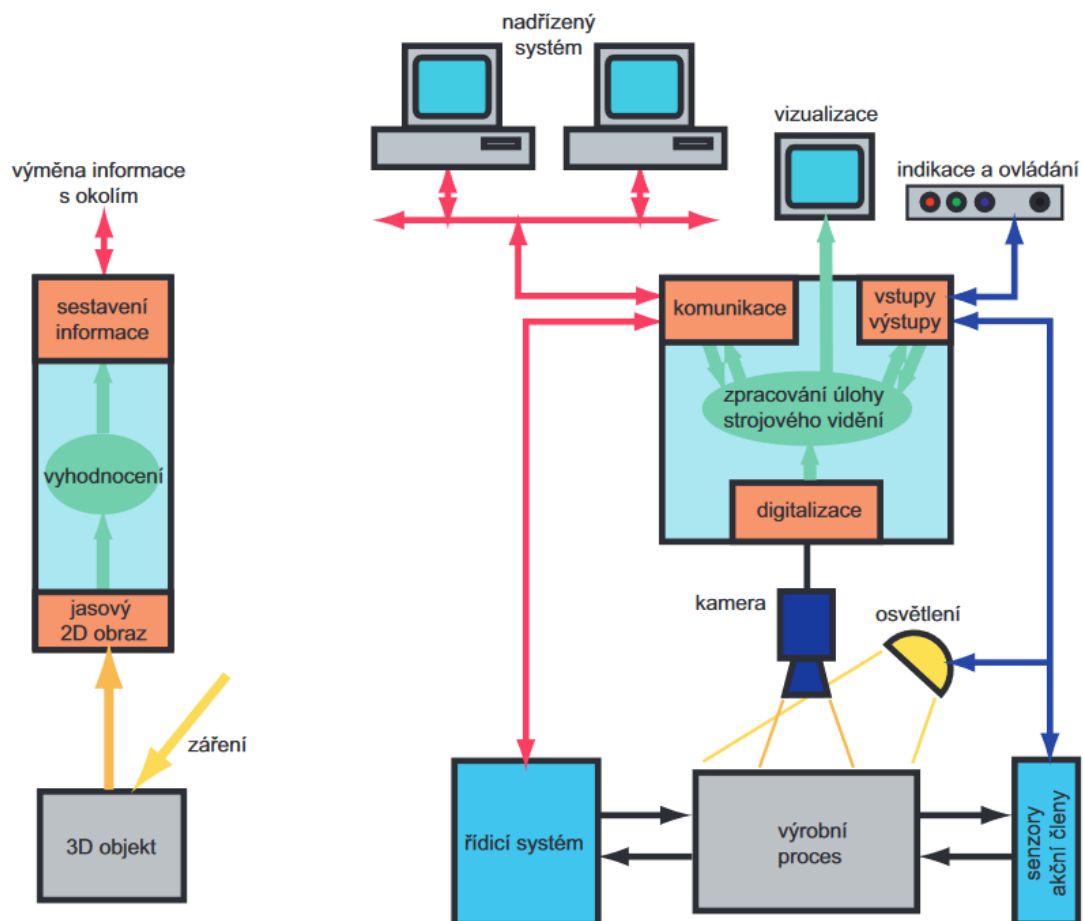 výměna informace
s okolím
sestavení
informace
vyhodnocení
jasový
2D obraz
záření
3D objekt
nadřízený
systém
vizualizace
indikace a ovládání
komunikace
vstupy
výstupy
zpracování úlohy
strojového vidění
digitalizace
kamera
osvětlení
řídicí systém
výrobní
proces
senzory
akční členy